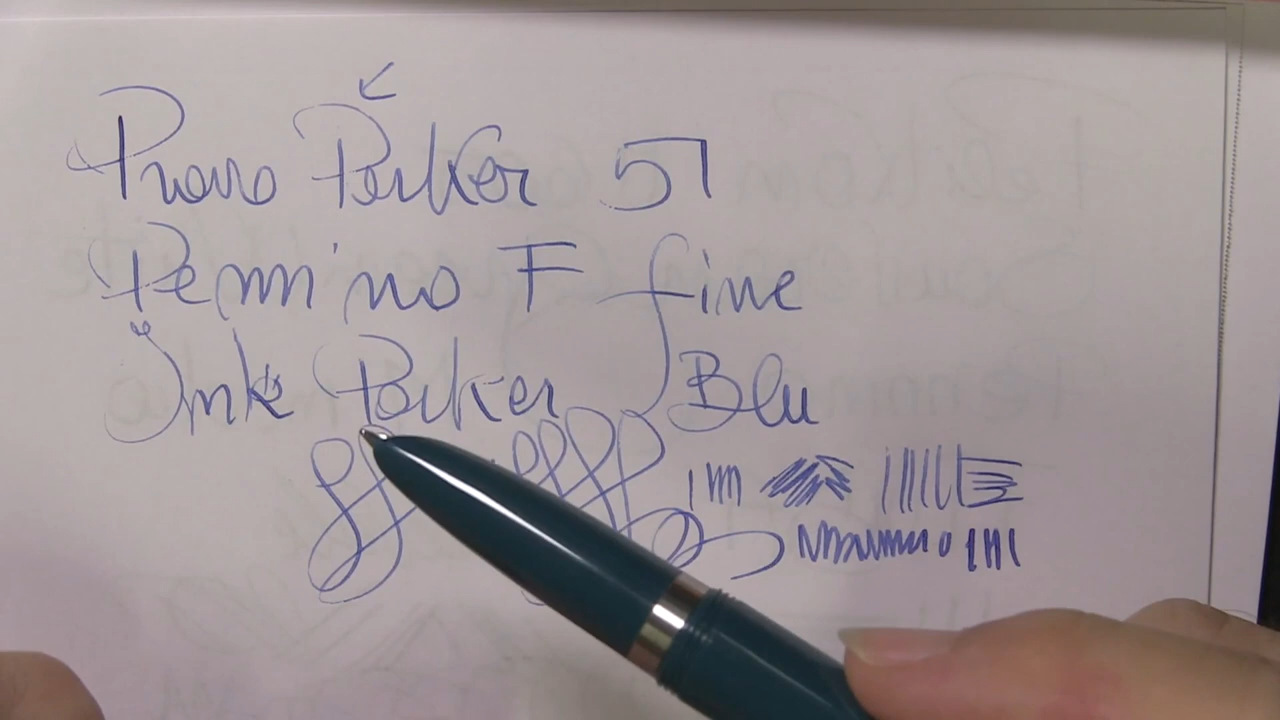 Prova Parker 51
Pennino F fine
Ink Parker Blu